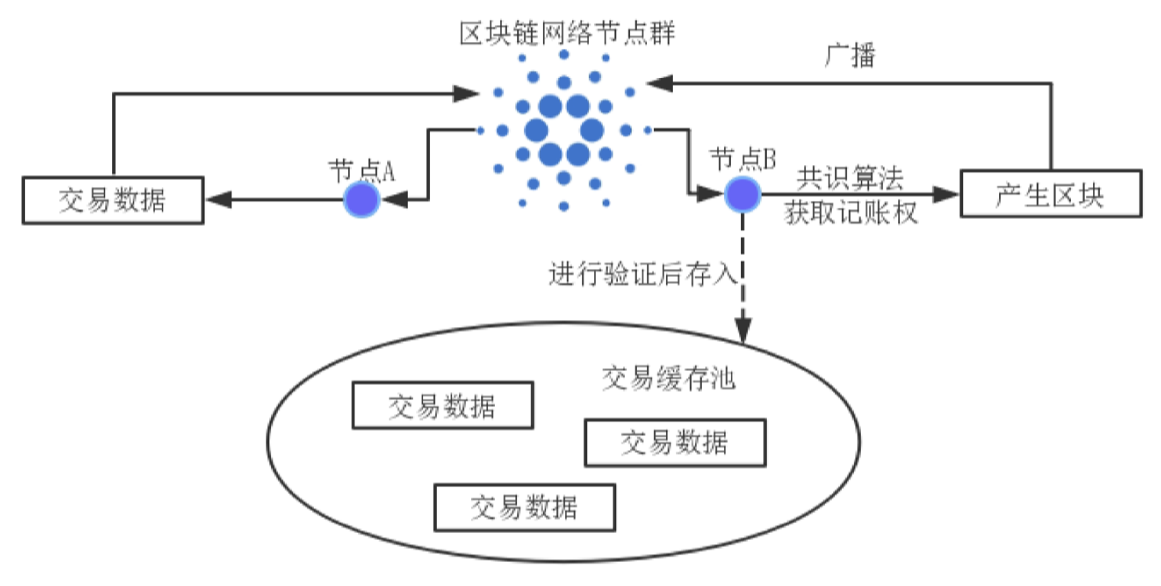 区块链网络节点群
广播
节点A
节点B
交易数据
共识算法
获取记账权
产生区块
进行验证后存入
交易缓存池
交易数据
交易数据
交易数据